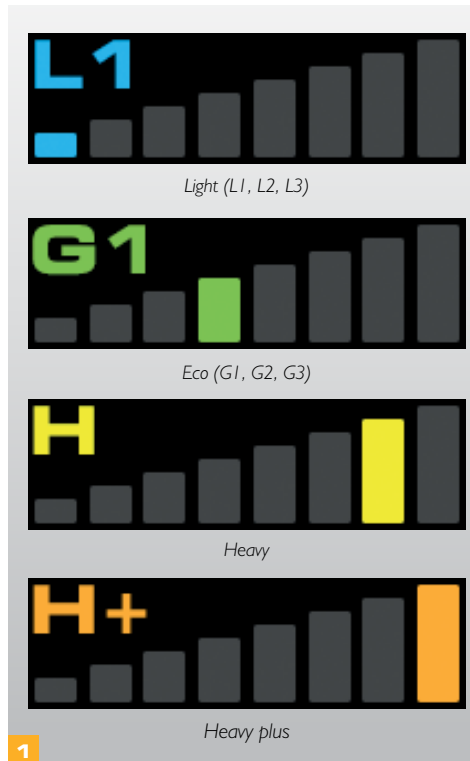 L1
Light (L1, L2, L3)
G1
Eco (G1, G2, G3)
H
Heavy
H+
Heavy plus
1